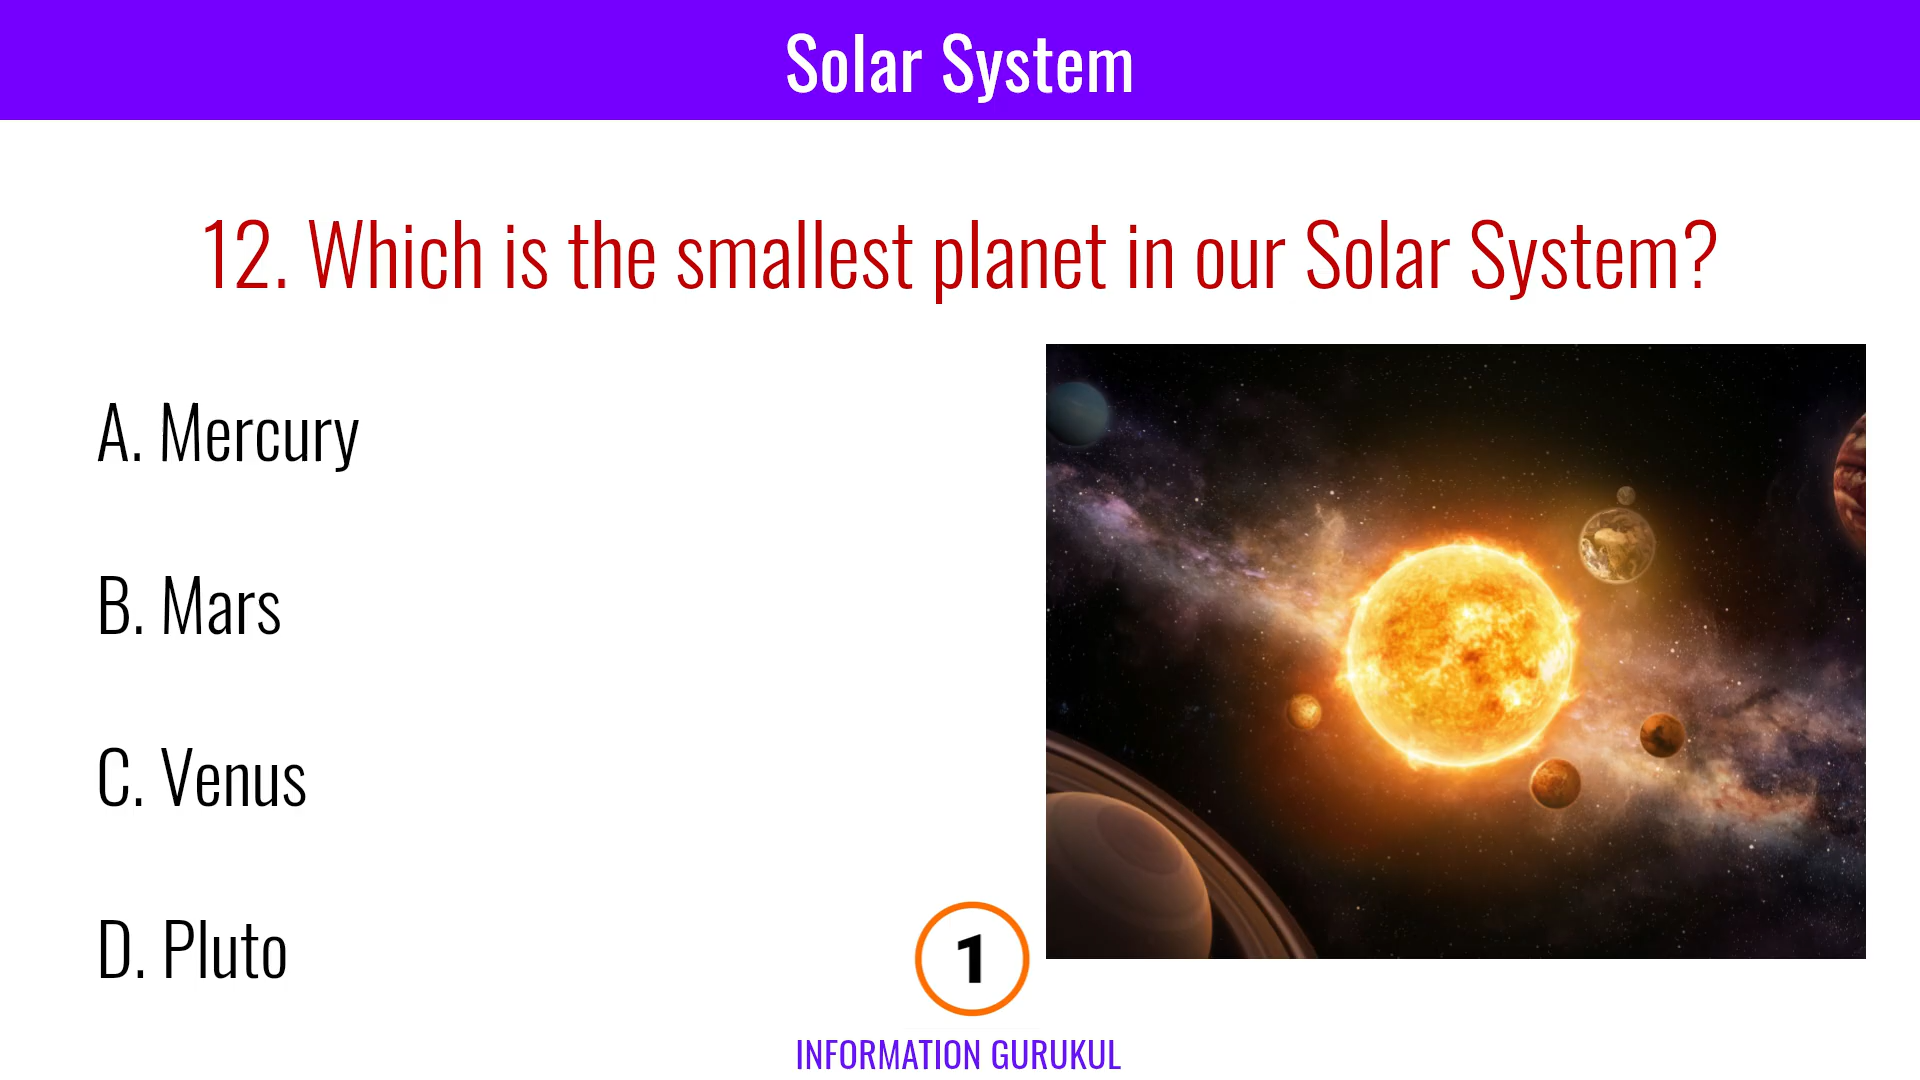 Solar System
12. Which is the smallest planet in our Solar System?
A. Mercury
B. Mars
C. Venus
D. Pluto
1
INFORMATION GURUKUL